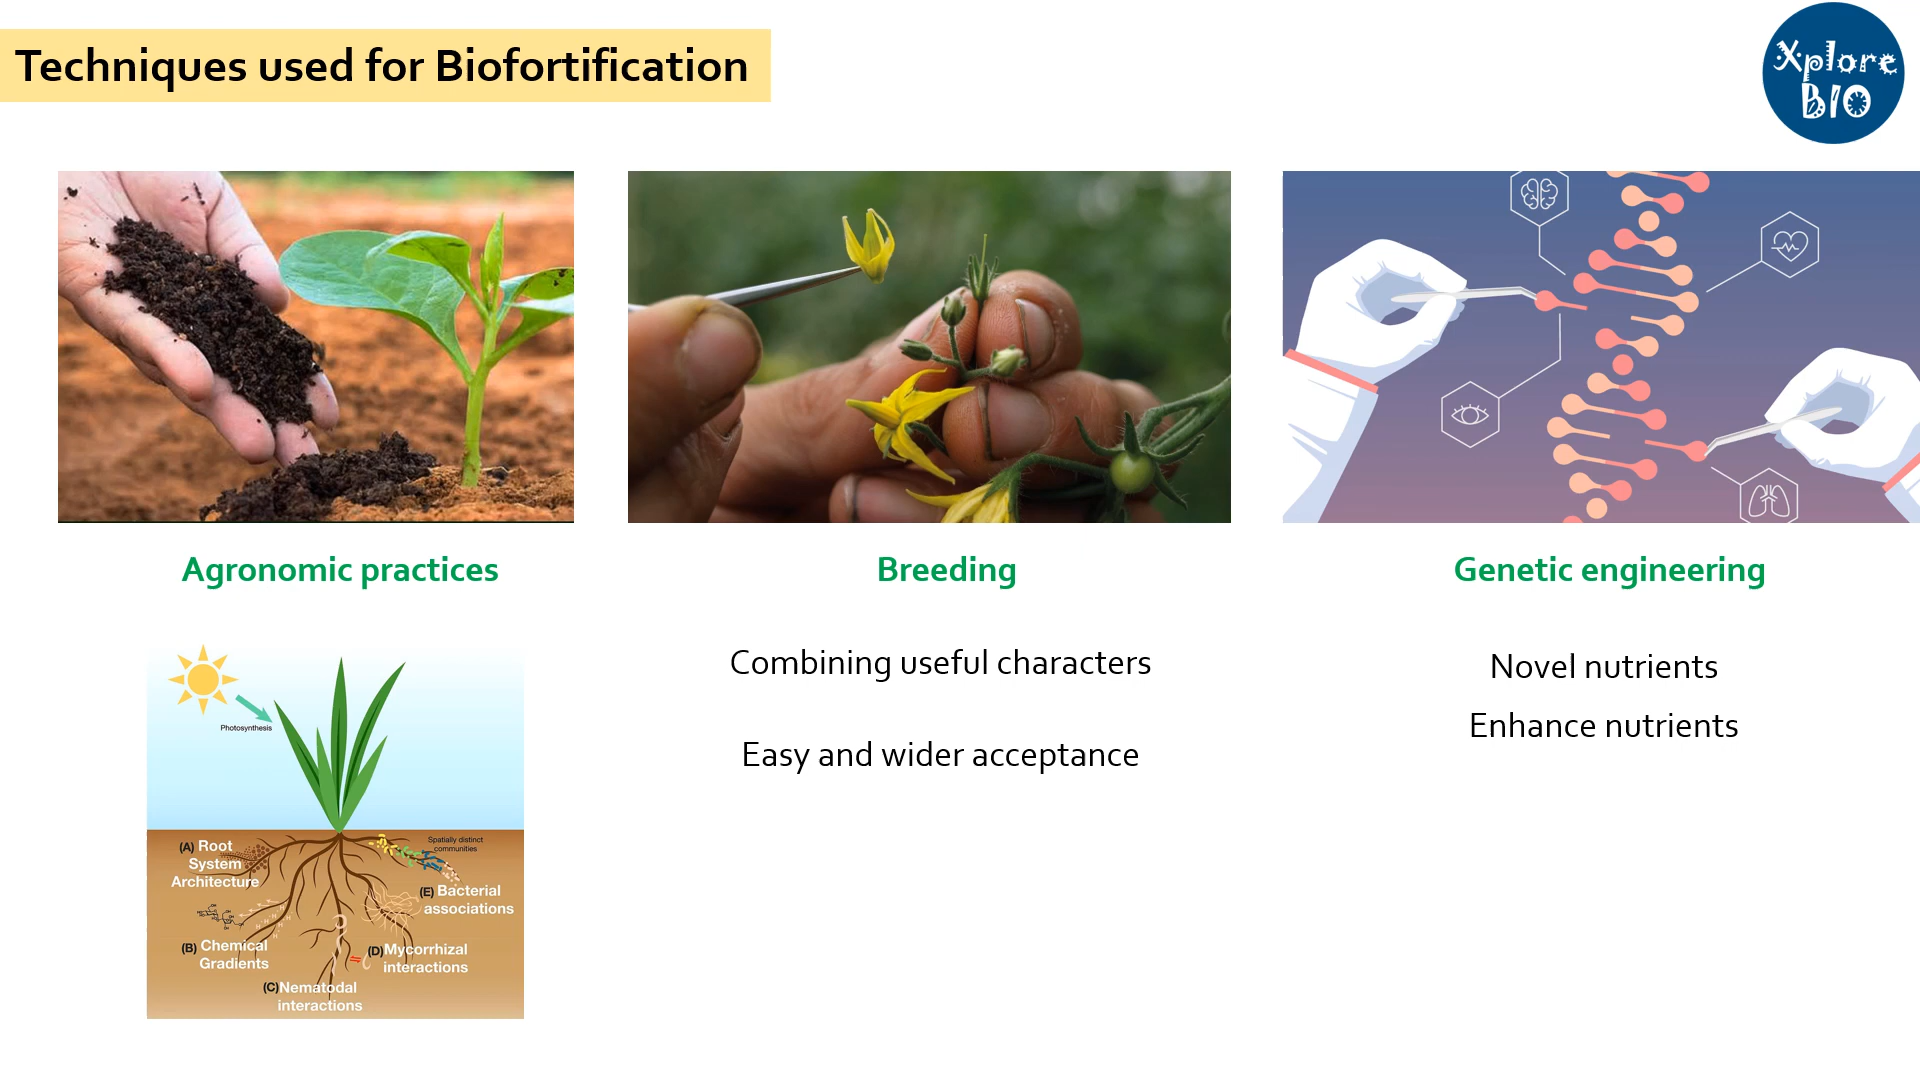 Techniques used for Biofortification
Xplore
BIO
Agronomic practices
Breeding
Genetic engineering
Combining useful characters
Easy and wider acceptance
Novel nutrients
Enhance nutrients
Photosynthesis
(A) Root
System
Architecture
Spatially distinct
communities
(E) Bacterial
associations
(B) Chemical
Gradients
(D)Mycorrhizal
interactions
(C)Nematodal
interactions